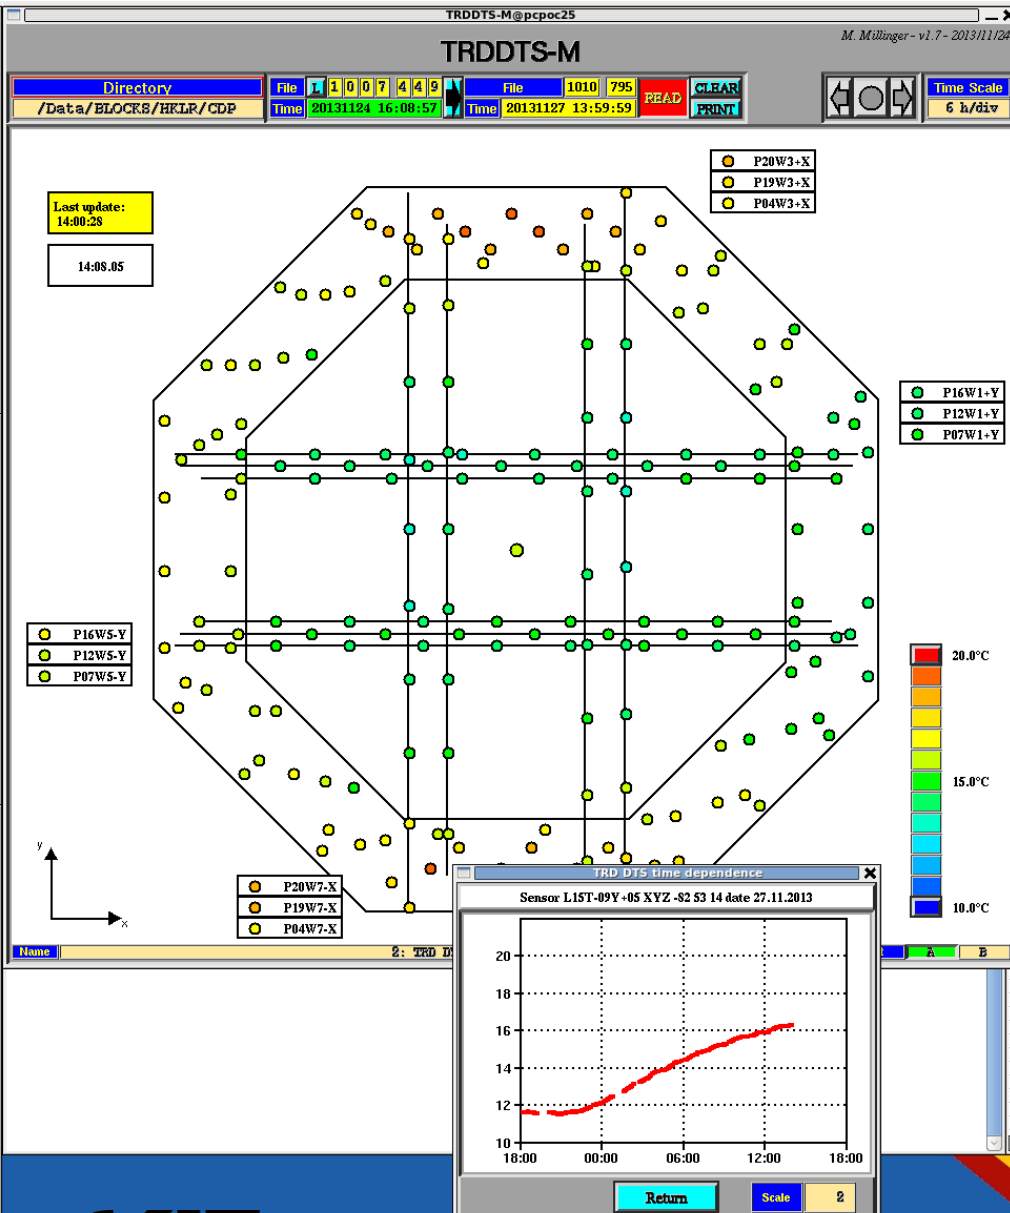 TRDDTS-M@pcpoc25
TRDDTS-M
M. Millinger - v1.7 - 2013/11/24
Directory
/Data/BLOCKS/HKLR/CDP
File L 1 0 0 7 4 4 9
Time 20131124 16:08:57
File 1010 795
Time 20131127 13:59:59
READ
CLEAR
PRINT
Time Scale
6 h/div
Last update:
14:00:28
14:08.05
P20W3+X
P19W3+X
P04W3+X
P16W1+Y
P12W1+Y
P07W1+Y
P16W5-Y
P12W5-Y
P07W5-Y
20.0°C
15.0°C
10.0°C
y
x
P20W7-X
P19W7-X
P04W7-X
Name
2: TRD
A
B
TRD DTS time dependence
Sensor L15T-09Y+05 XYZ -82 53 14 date 27.11.2013
20
18
16
14
12
10
18:00 00:00 06:00 12:00 18:00
Return
Scale 2